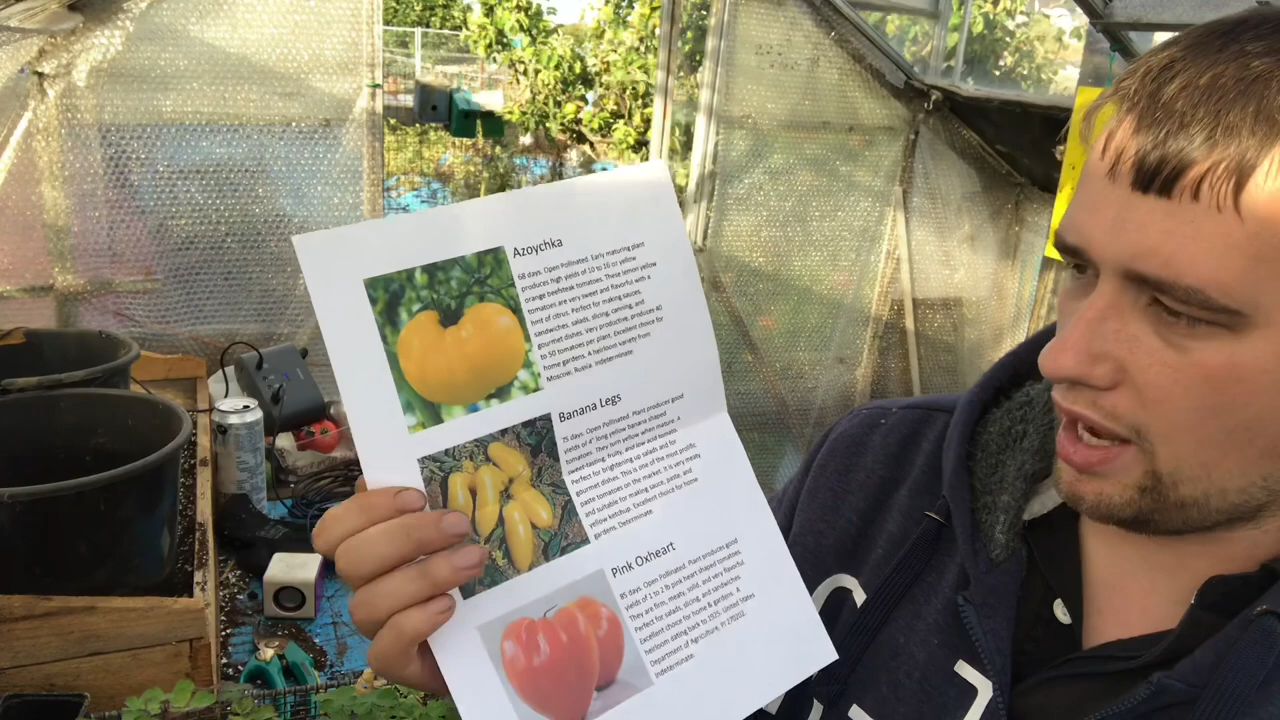 Azoychka
68 days. Open Pollinated. Early maturing plant
produces high yields of 10 to 16 oz yellow
orange beefsteak tomatoes. These lemon yellow
tomatoes are very sweet and flavorful with a
hint of citrus. Perfect for making sauces,
sandwiches, salads, slicing, canning, and
gourmet dishes. Very productive, produces 40
to 50 tomatoes per plant. Excellent choice for
home gardens. A heirloom variety from
Moscow, Russia. Indeterminate.
Banana Legs
75 days. Open Pollinated. Plant produces good
yields of 4" long yellow banana shaped
tomatoes. They turn yellow when mature. A
sweet-tasting, fruity, and low acid tomato.
Perfect for brightening up salads and for
gourmet dishes. This is one of the most prolific
paste tomatoes on the market. It is very meaty
and suitable for making sauce, paste, and
yellow ketchup. Excellent choice for home
gardens. Determinate.
Pink Oxheart
85 days. Open Pollinated. Plant produces good
yields of 1 to 2 lb pink heart shaped tomatoes.
They are firm, meaty, solid, and very flavorful.
Perfect for salads, slicing, and sandwiches.
Excellent choice for home & gardens. A
heirloom dating back to 1925. United States
Department of Agriculture, PI 270202.
Indeterminate.